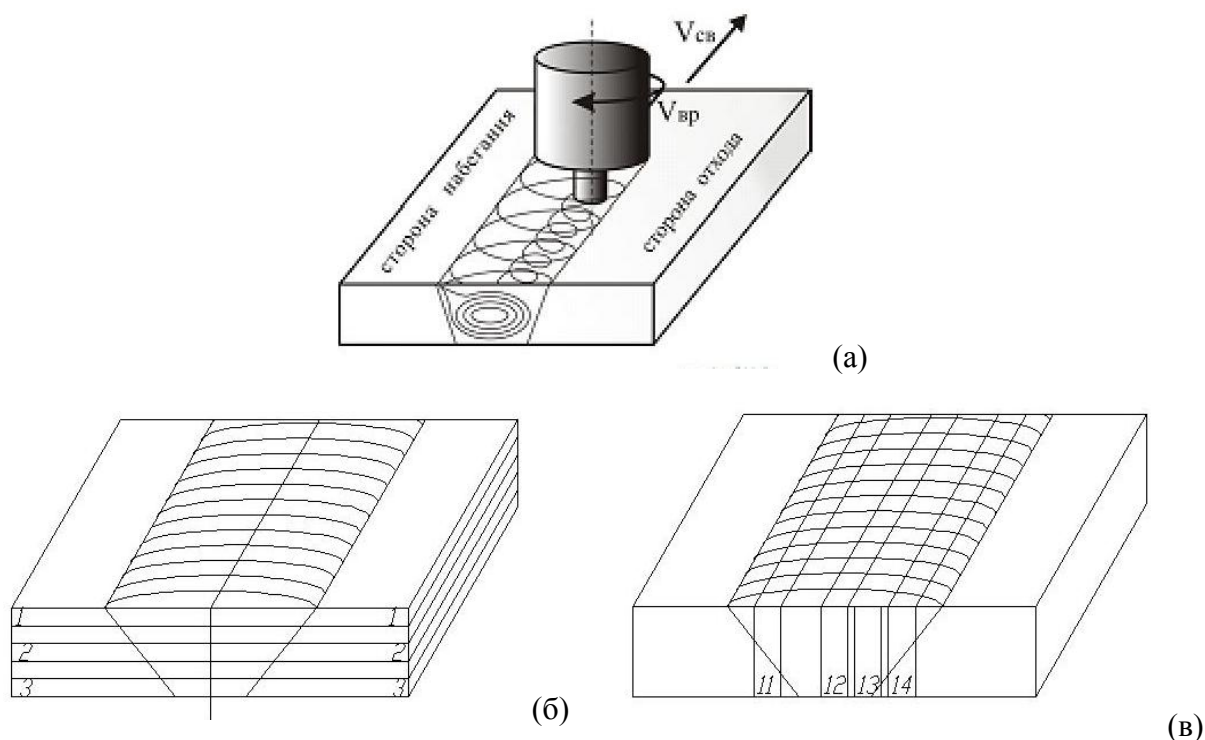 Vсв
Vвр
сторона набегания
сторона отхода
(а)
1 1
2 2
3 3
(б)
11 12 13 14
(в)